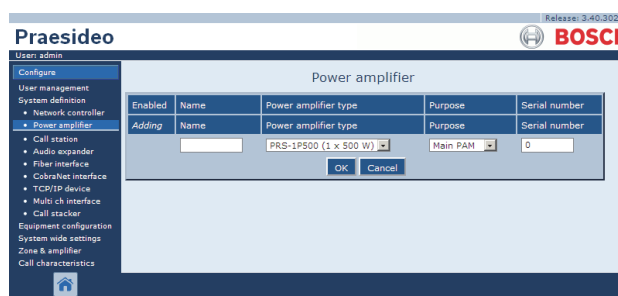 Release: 3.40.302
Praesideo
BOSC
User: admin
Configure
User management
System definition
• Network controller
• Power amplifier
• Call station
• Audio expander
• Fiber interface
• CobraNet interface
• TCP/IP device
• Multi ch interface
• Call stacker
Equipment configuration
System wide settings
Zone & amplifier
Call characteristics
Power amplifier
Enabled Name Power amplifier type Purpose Serial number
Adding Name Power amplifier type Purpose Serial number
PRS-1P500 (1 x 500 W) Main PAM 0
OK Cancel